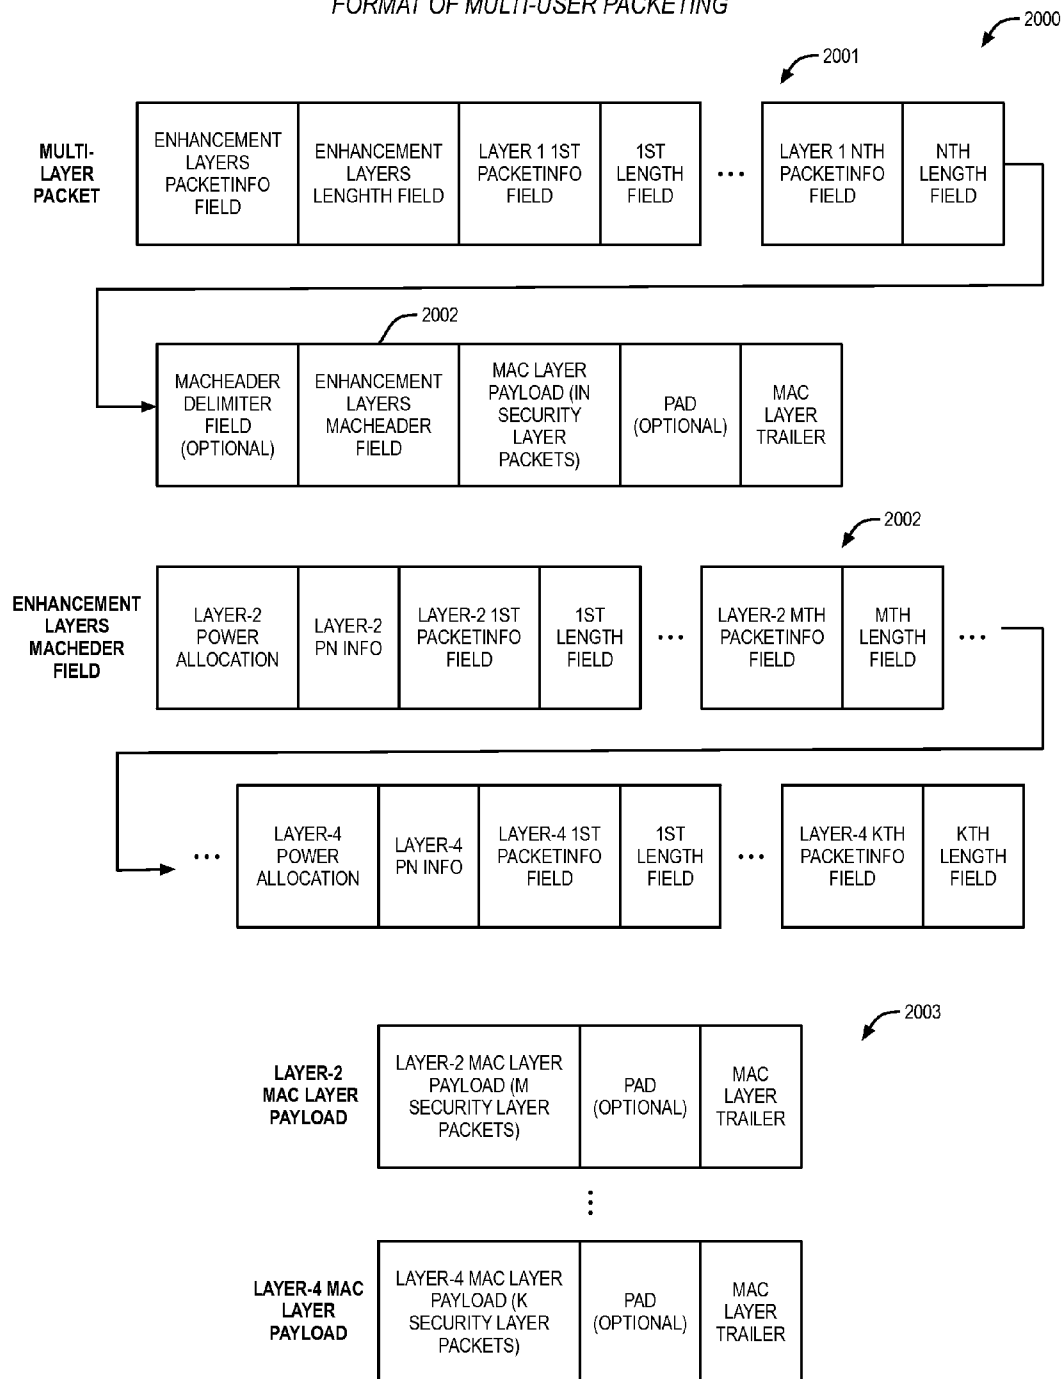 FORMAT OF MULTI-USER PACKETING
2000
2001
MULTI-
LAYER
PACKET
ENHANCEMENT
LAYERS
PACKETINFO
FIELD
ENHANCEMENT
LAYERS
LENGHTH FIELD
LAYER 1 1ST
PACKETINFO
FIELD
1ST
LENGTH
FIELD
...
LAYER 1 NTH
PACKETINFO
FIELD
NTH
LENGTH
FIELD
2002
MACHEADER
DELIMITER
FIELD
(OPTIONAL)
ENHANCEMENT
LAYERS
MACHEADER
FIELD
MAC LAYER
PAYLOAD (IN
SECURITY
LAYER
PACKETS)
PAD
(OPTIONAL)
MAC
LAYER
TRAILER
2002
ENHANCEMENT
LAYERS
MACHEDER
FIELD
LAYER-2
POWER
ALLOCATION
LAYER-2
PN INFO
LAYER-2 1ST
PACKETINFO
FIELD
1ST
LENGTH
FIELD
...
LAYER-2 MTH
PACKETINFO
FIELD
MTH
LENGTH
FIELD
...
...
LAYER-4
POWER
ALLOCATION
LAYER-4
PN INFO
LAYER-4 1ST
PACKETINFO
FIELD
1ST
LENGTH
FIELD
...
LAYER-4 KTH
PACKETINFO
FIELD
KTH
LENGTH
FIELD
2003
LAYER-2
MAC LAYER
PAYLOAD
LAYER-2 MAC LAYER
PAYLOAD (M
SECURITY LAYER
PACKETS)
PAD
(OPTIONAL)
MAC
LAYER
TRAILER
LAYER-4 MAC
LAYER
PAYLOAD
LAYER-4 MAC LAYER
PAYLOAD (K
SECURITY LAYER
PACKETS)
PAD
(OPTIONAL)
MAC
LAYER
TRAILER